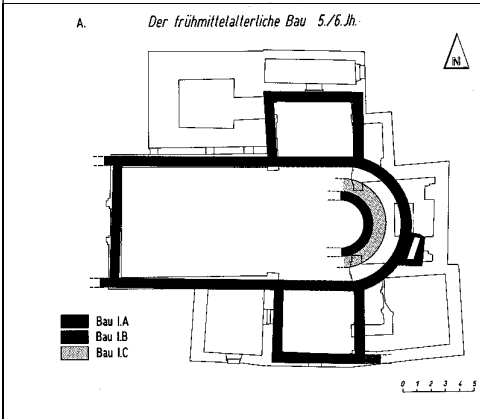 A. Der frühmittelalterliche Bau 5./6. Jh.
N
Bau I.A
Bau I.B
Bau I.C
0 1 2 3 4 5